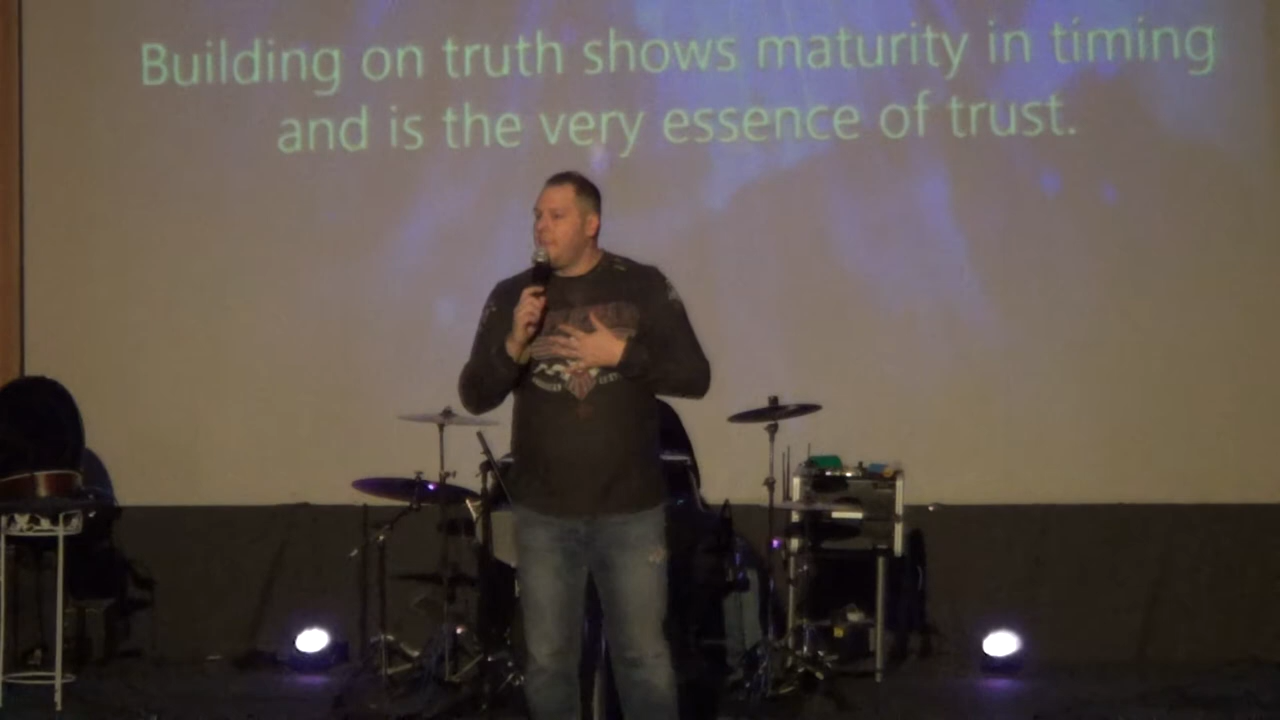 Building on truth shows maturity in timing
and is the very essence of trust.